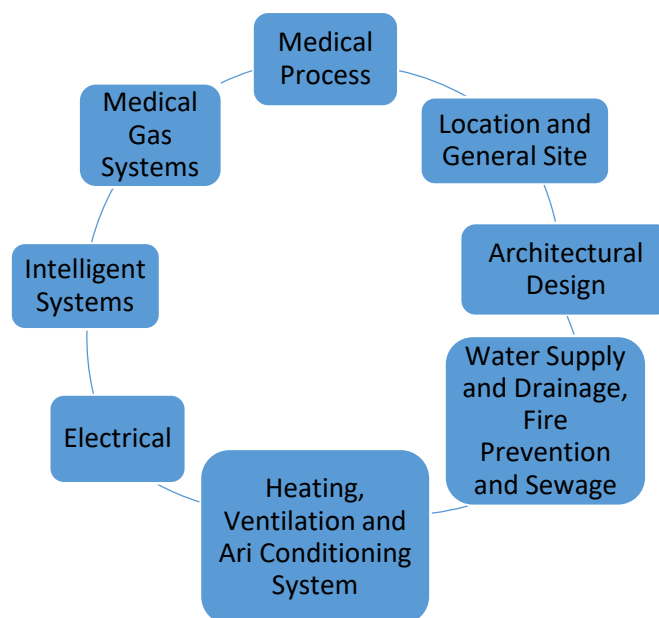 Medical
Process
Location and
General Site
Architectural
Design
Water Supply
and Drainage,
Fire
Prevention
and Sewage
Heating,
Ventilation and
Ari Conditioning
System
Electrical
Intelligent
Systems
Medical
Gas
Systems